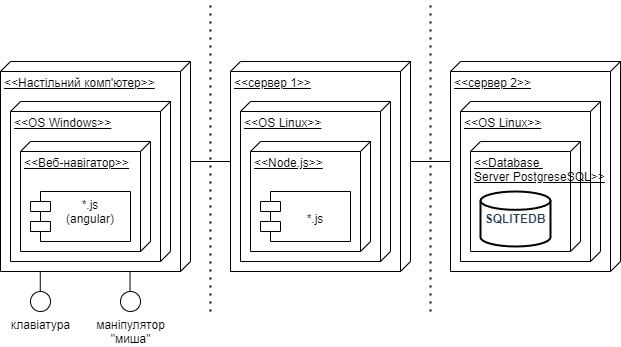 <<Настільний комп'ютер>>
<<OS Windows>>
<<Веб-навігатор>>
*.js
(angular)
клавіатура
маніпулятор
"миша"
<<сервер 1>>
<<OS Linux>>
<<Node.js>>
*.js
<<сервер 2>>
<<OS Linux>>
<<Database
Server PostgreseSQL>>
SQLITEDB